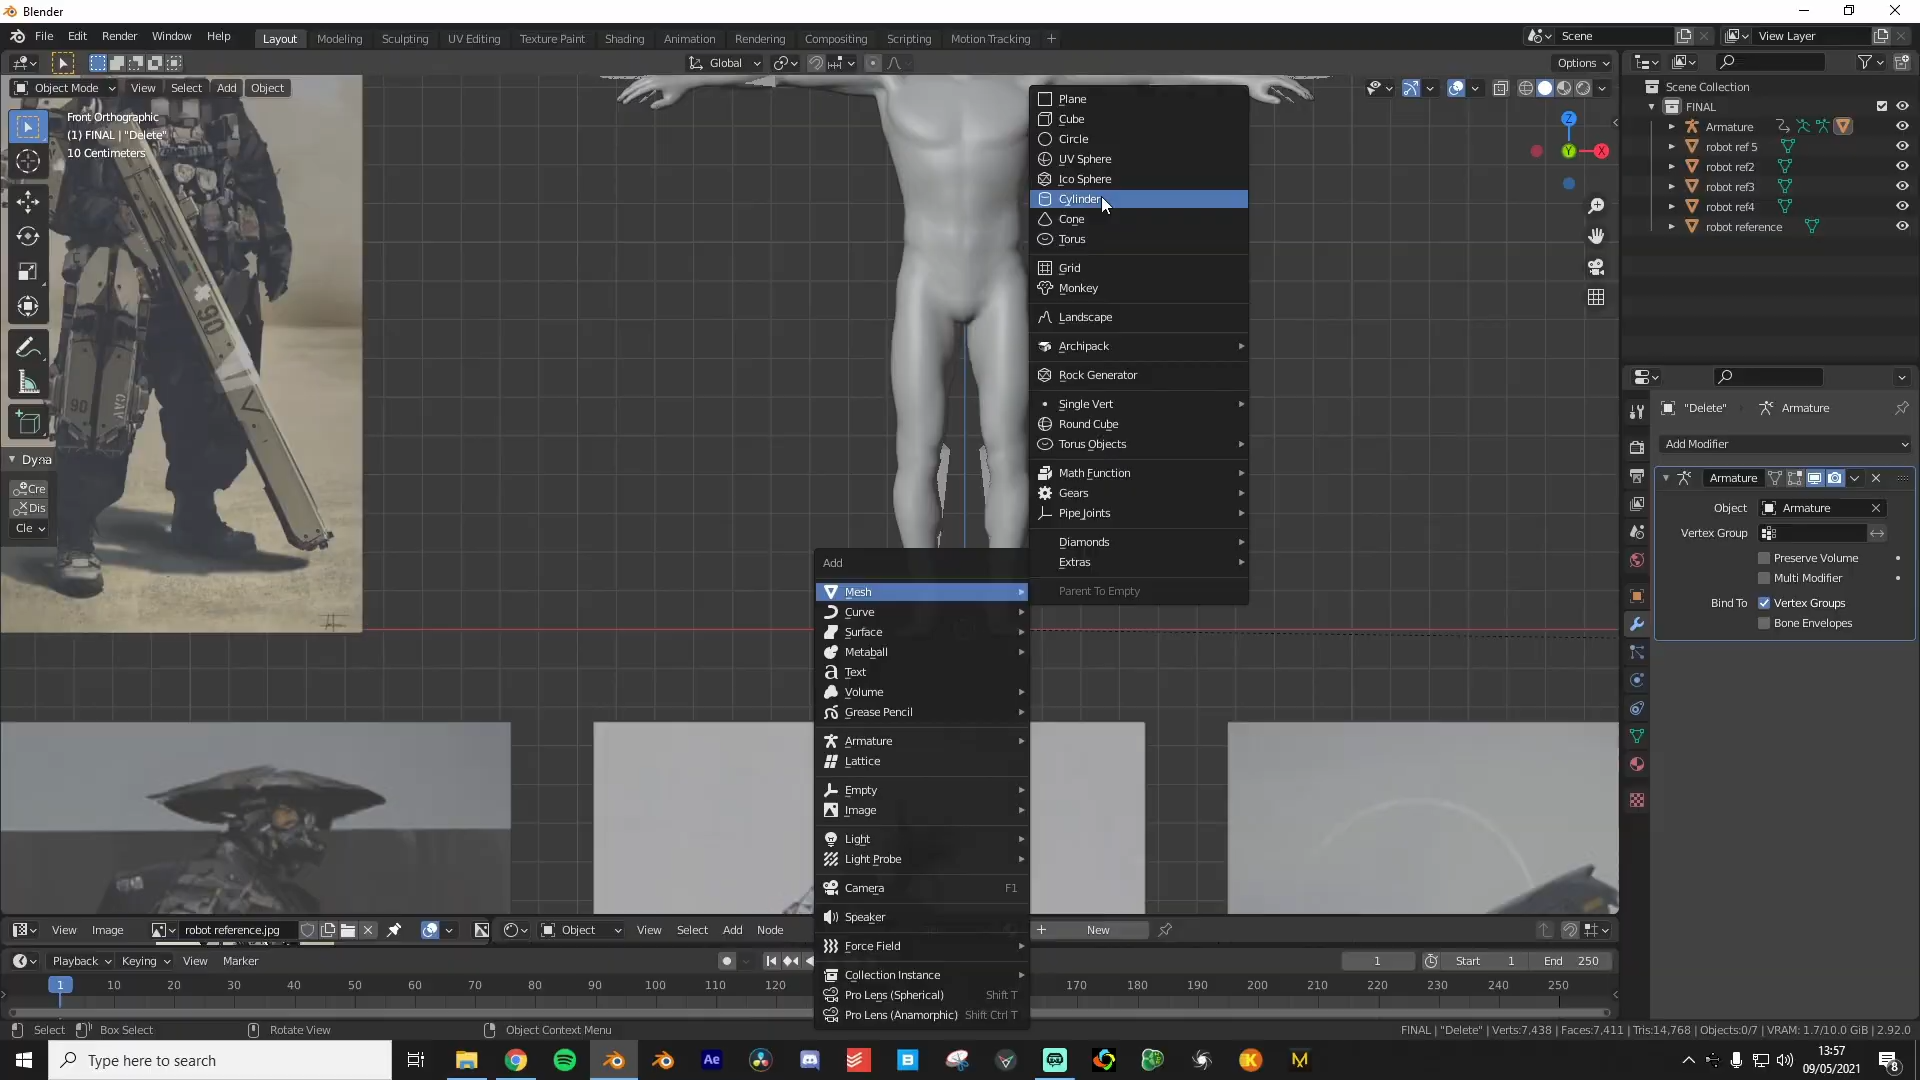 Blender
File Edit Render Window Help Layout Modeling Sculpting UV Editing Texture Paint Shading Animation Rendering Compositing Scripting Motion Tracking + Scene View Layer
Global Options
Object Mode View Select Add Object
Front Orthographic
(1) FINAL | "Delete"
10 Centimeters
Dyna
Cre
Dis
Cle
90
90
CAV
Z
Y
X
Plane
Cube
Circle
UV Sphere
Ico Sphere
Cylinder
Cone
Torus
Grid
Monkey
Landscape
Archipack
Rock Generator
Single Vert
Round Cube
Torus Objects
Math Function
Gears
Pipe Joints
Diamonds
Extras
Parent To Empty
Add
Mesh
Curve
Surface
Metaball
Text
Volume
Grease Pencil
Armature
Lattice
Empty
Image
Light
Light Probe
Camera F1
Speaker
Force Field
Collection Instance
Pro Lens (Spherical) Shift T
Pro Lens (Anamorphic) Shift Ctrl T
Scene Collection
FINAL
Armature
robot ref 5
robot ref2
robot ref3
robot ref4
robot reference
"Delete" Armature
Add Modifier
Armature
Object Armature
Vertex Group
Preserve Volume
Multi Modifier
Bind To Vertex Groups
Bone Envelopes
View Image robot reference.jpg Object View Select Add Node + New
Playback Keying View Marker 1 Start 1 End 250
1 10 20 30 40 50 60 70 80 90 100 110 120 170 180 190 200 210 220 230 240 250
Select Box Select Rotate View Object Context Menu FINAL | "Delete" | Verts:7,438 | Faces:7,411 | Tris:14,768 | Objects:0/7 | VRAM: 1.7/10.0 GiB | 2.92.0
Type here to search Ae B K M 13:57
09/05/2021 8